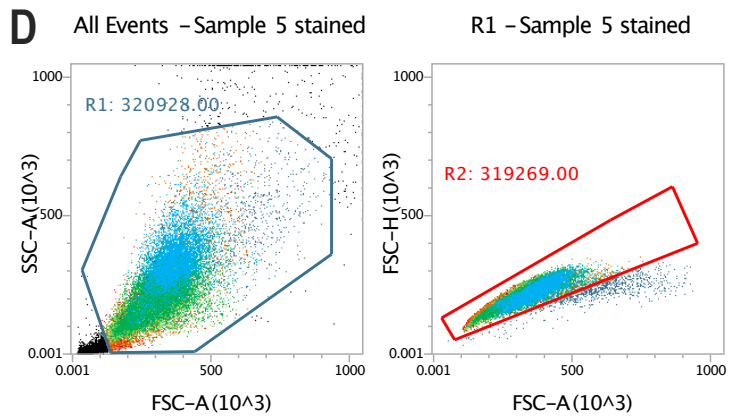 D
All Events – Sample 5 stained
R1 – Sample 5 stained
1000
R1: 320928.00
500
0.001
SSC-A (10^3)
0.001
500
1000
FSC-A (10^3)
1000
R2: 319269.00
500
0.001
FSC-H (10^3)
0.001
500
1000
FSC-A (10^3)